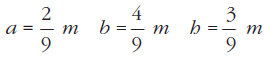 a = 2/9 m b = 4/9 m h = 3/9 m